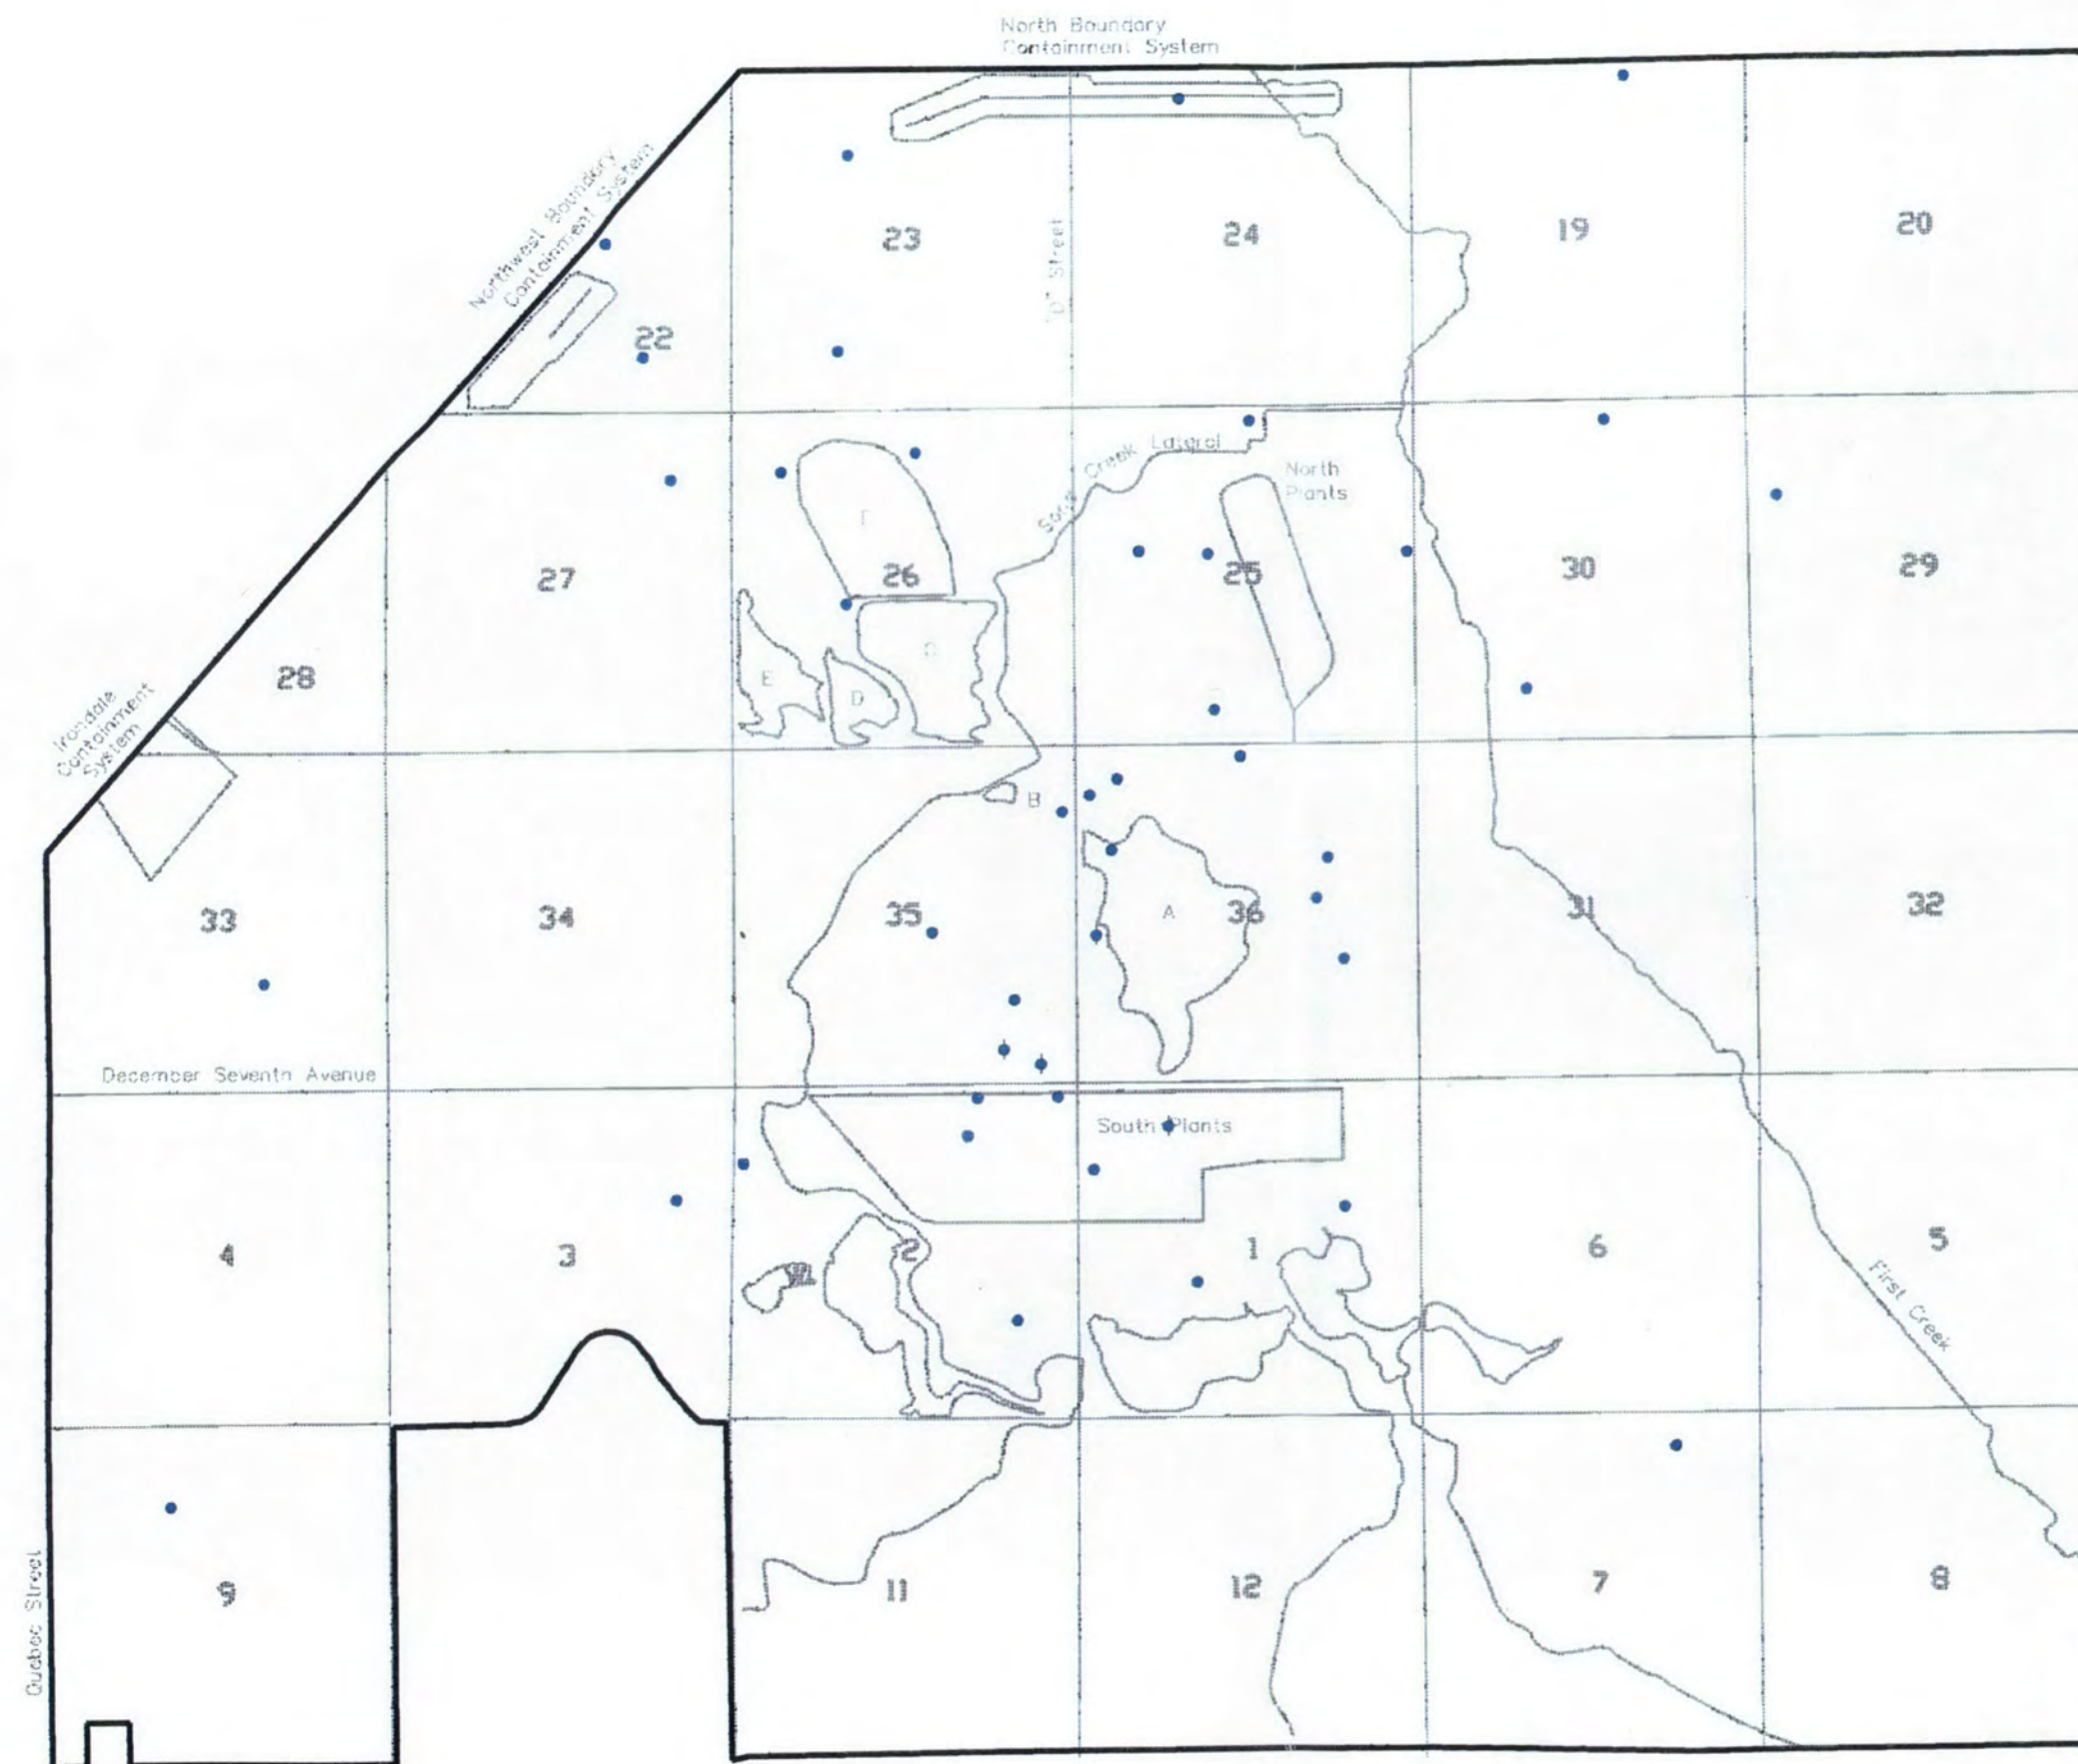 North Boundary
Containment System
Northwest Boundary
Containment System
23
24
19
20
"D" Street
22
Sand Creek Lateral
North
Plants
F
27
26
25
30
29
28
E
D
C
Irondale
Containment
System
B
33
34
35
A
36
31
32
December Seventh Avenue
South Plants
4
3
2
1
6
5
First Creek
9
11
12
7
8
Quebec Street